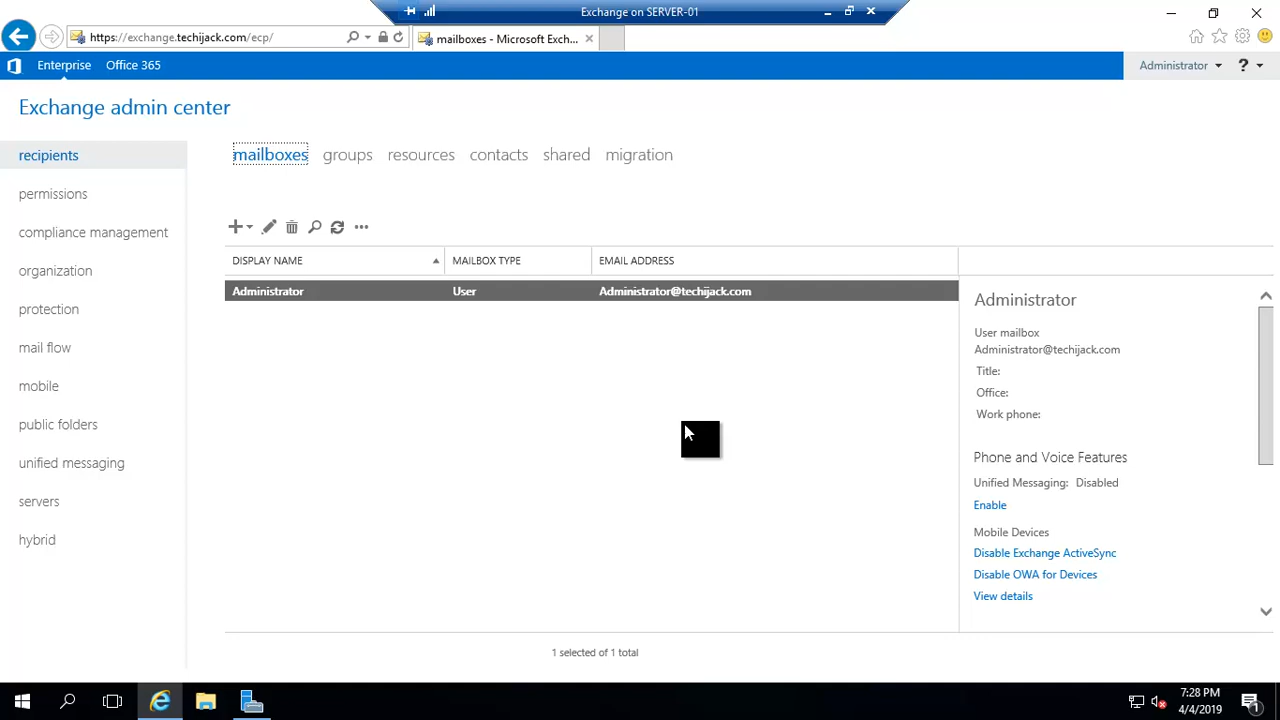 Exchange on SERVER-01
https://exchange.techijack.com/ecp/
mailboxes - Microsoft Exch...
Enterprise
Office 365
Administrator
?
Exchange admin center
recipients
permissions
compliance management
organization
protection
mail flow
mobile
public folders
unified messaging
servers
hybrid
mailboxes groups resources contacts shared migration
DISPLAY NAME MAILBOX TYPE EMAIL ADDRESS
Administrator User Administrator@techijack.com
Administrator
User mailbox
Administrator@techijack.com
Title:
Office:
Work phone:
Phone and Voice Features
Unified Messaging: Disabled
Enable
Mobile Devices
Disable Exchange ActiveSync
Disable OWA for Devices
View details
1 selected of 1 total
7:28 PM
4/4/2019
1